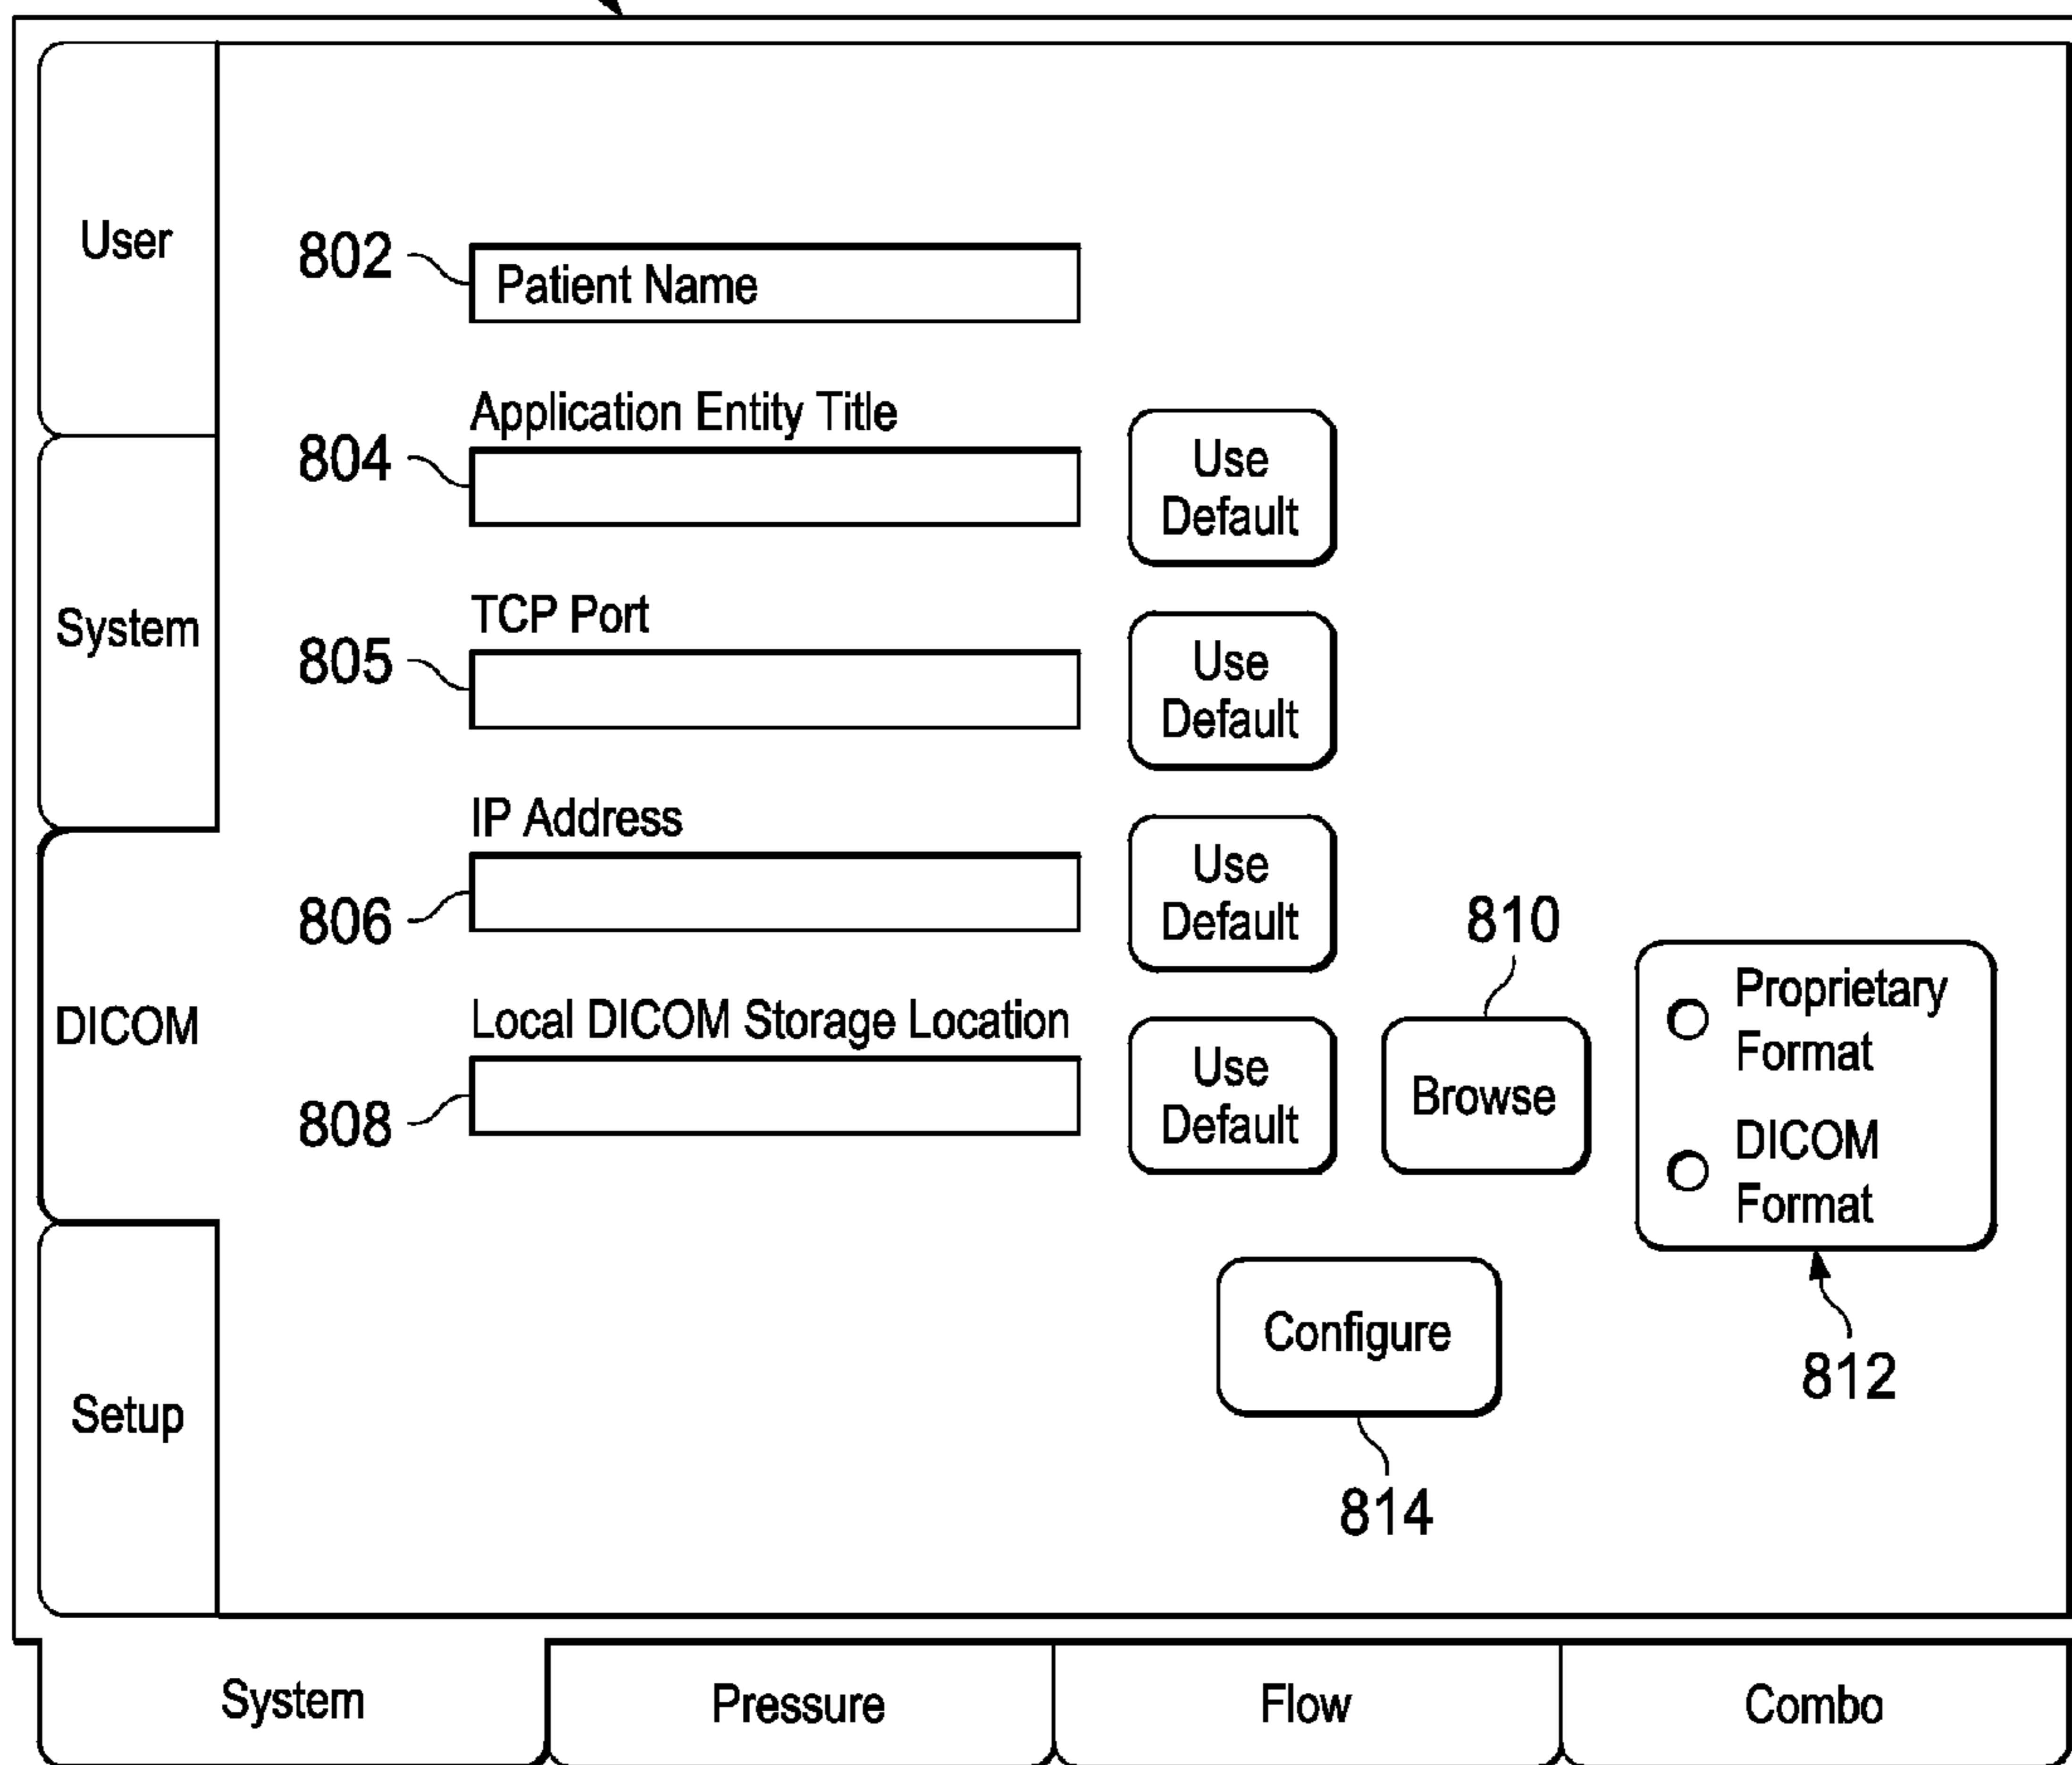 User
System
DICOM
Setup
802
Patient Name
Application Entity Title
804
Use
Default
TCP Port
805
Use
Default
IP Address
806
Use
Default
Local DICOM Storage Location
808
Use
Default
810
Browse
Proprietary
Format
DICOM
Format
812
Configure
814
System
Pressure
Flow
Combo